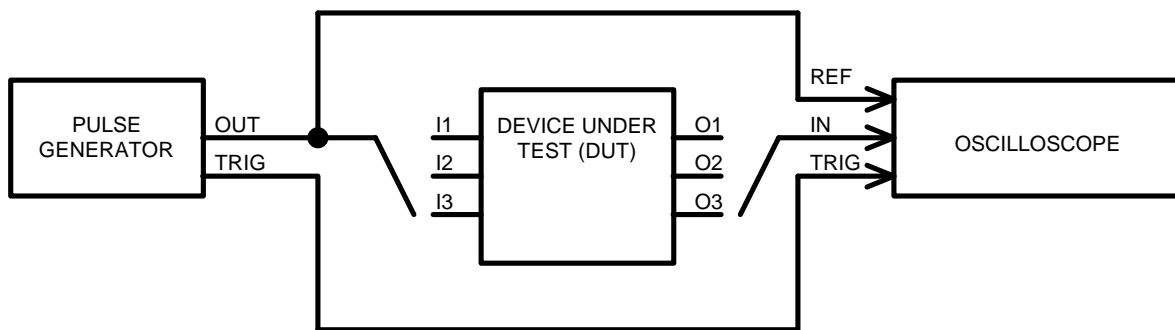 PULSE
GENERATOR
OUT
TRIG
I1
I2
I3
DEVICE UNDER
TEST (DUT)
O1
O2
O3
REF
IN
TRIG
OSCILLOSCOPE